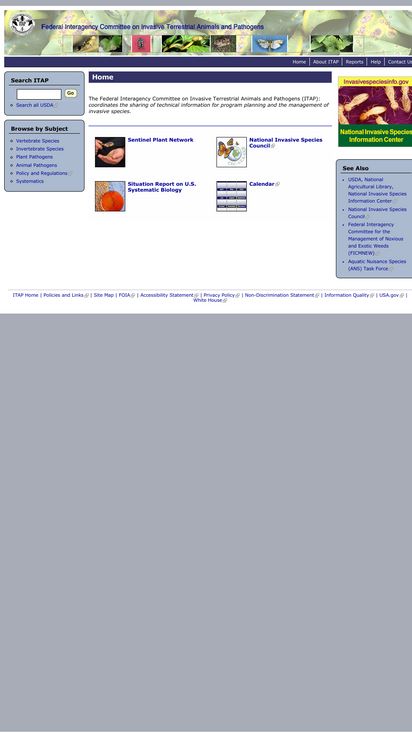 Federal Interagency Committee on Invasive Terrestrial Animals and Pathogens
Home | About ITAP | Reports | Help | Contact Us
Search ITAP
Go
Search all USDA
Browse by Subject
Vertebrate Species
Invertebrate Species
Plant Pathogens
Animal Pathogens
Policy and Regulations
Systematics
Home
The Federal Interagency Committee on Invasive Terrestrial Animals and Pathogens (ITAP):
coordinates the sharing of technical information for program planning and the management of
invasive species.
Sentinel Plant Network
National Invasive Species
Council
Situation Report on U.S.
Systematic Biology
Calendar
Invasivespeciesinfo.gov
National Invasive Species
Information Center
See Also
USDA, National
Agricultural Library,
National Invasive Species
Information Center
National Invasive Species
Council
Federal Interagency
Committee for the
Management of Noxious
and Exotic Weeds
(FICMNEW)
Aquatic Nuisance Species
(ANS) Task Force
ITAP Home | Policies and Links | Site Map | FOIA | Accessibility Statement | Privacy Policy | Non-Discrimination Statement | Information Quality | USA.gov |
White House